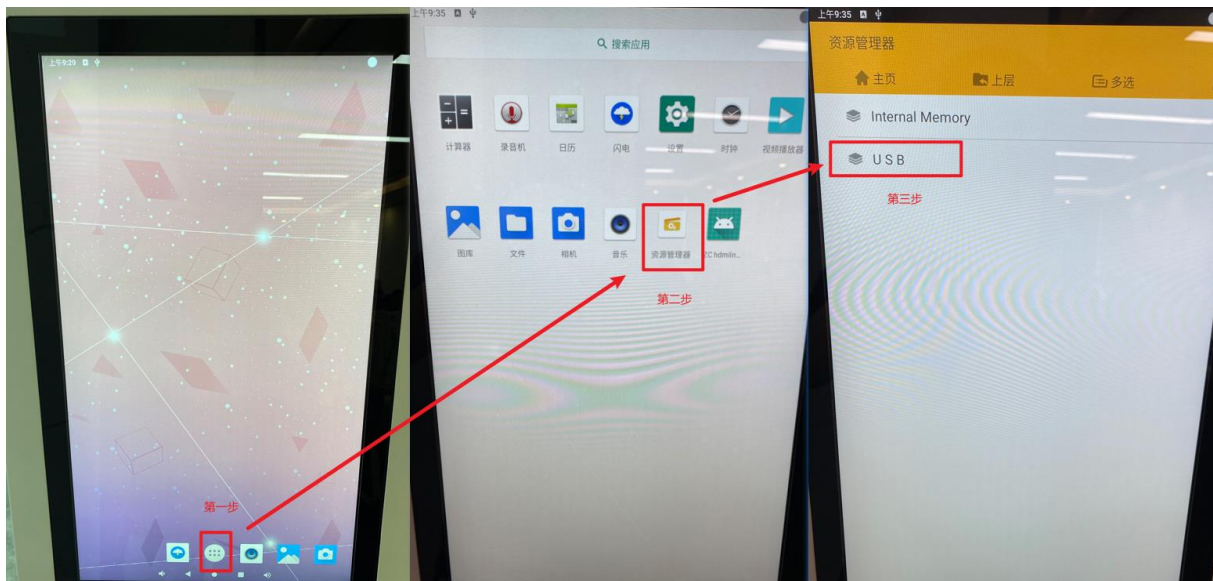 上午9:29
第一步
上午9:35
搜索应用
计算器
录音机
日历
闪电
设置
时钟
视频播放器
图库
文件
相机
音乐
资源管理器
ZC hdmiin...
第二步
上午9:35
资源管理器
主页
上层
多选
Internal Memory
USB
第三步